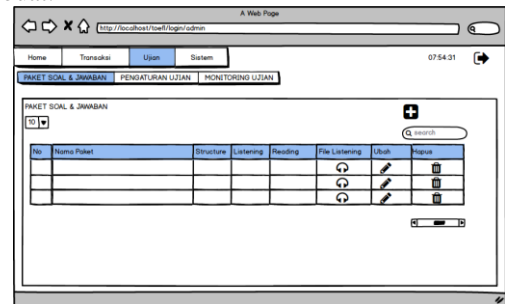 A Web Page
http://localhost/toefl/login/admin
Home Transaksi Ujian Sistem 07:54:31
PAKET SOAL & JAWABAN PENGATURAN UJIAN MONITORING UJIAN
PAKET SOAL & JAWABAN
10
search
No Nama Paket Structure Listening Reading File Listening Ubah Hapus